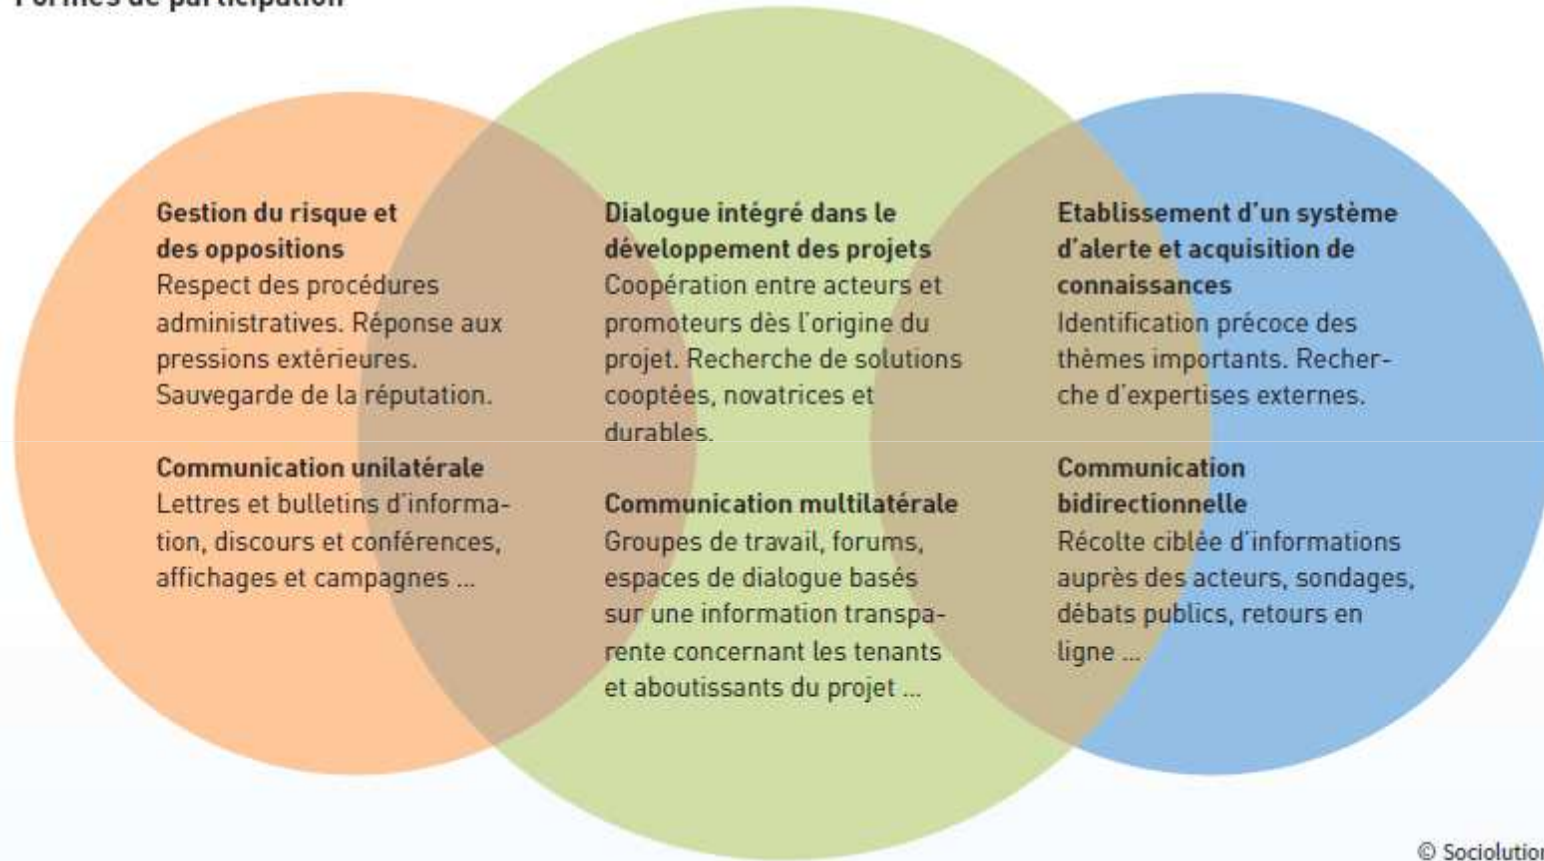 Formes de participation
Gestion du risque et
des oppositions
Respect des procédures
administratives. Réponse aux
pressions extérieures.
Sauvegarde de la réputation.
Communication unilatérale
Lettres et bulletins d'informa-
tion, discours et conférences,
affichages et campagnes ...
Dialogue intégré dans le
développement des projets
Coopération entre acteurs et
promoteurs dès l'origine du
projet. Recherche de solutions
cooptées, novatrices et
durables.
Communication multilatérale
Groupes de travail, forums,
espaces de dialogue basés
sur une information transpa-
rente concernant les tenants
et aboutissants du projet ...
Etablissement d'un système
d'alerte et acquisition de
connaissances
Identification précoce des
thèmes importants. Recher-
che d'expertises externes.
Communication
bidirectionnelle
Récolte ciblée d'informations
auprès des acteurs, sondages,
débats publics, retours en
ligne ...
© Sociolution